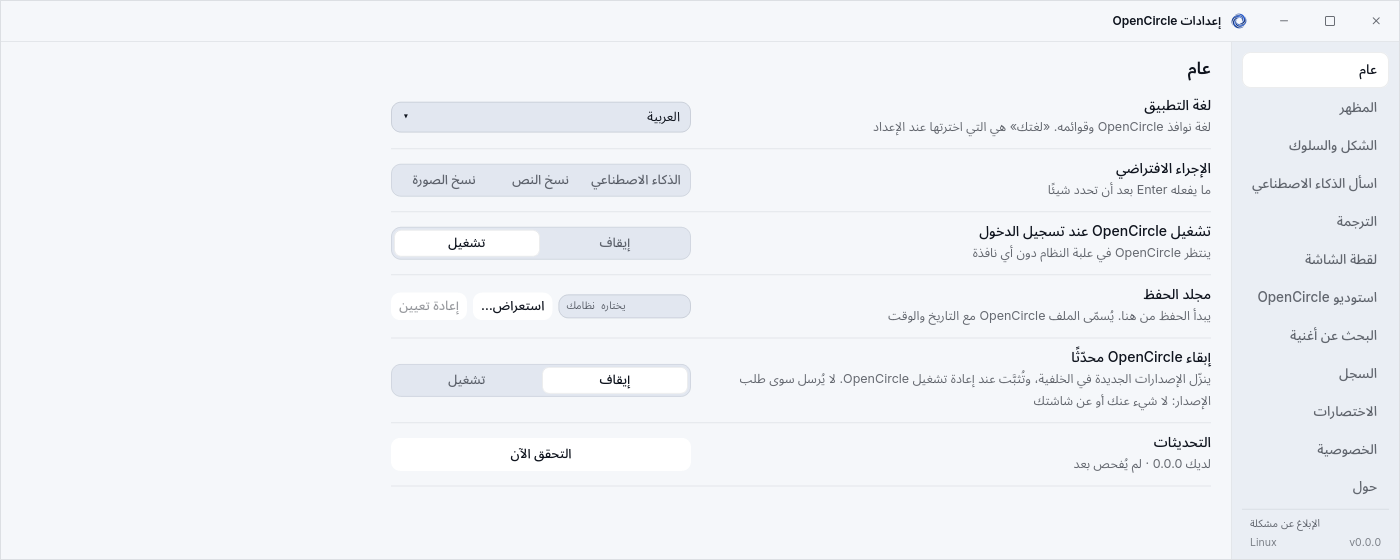 إعدادات OpenCircle
عام
المظهر
الشكل والسلوك
اسأل الذكاء الاصطناعي
الترجمة
لقطة الشاشة
استوديو OpenCircle
البحث عن أغنية
السجل
الاختصارات
الخصوصية
حول
الإبلاغ عن مشكلة
v0.0.0 Linux
عام
لغة التطبيق
لغة نوافذ OpenCircle وقوائمه. «لغتك» هي التي اخترتها عند الإعداد
العربية
الإجراء الافتراضي
ما يفعله Enter بعد أن تحدد شيئًا
الذكاء الاصطناعي نسخ النص نسخ الصورة
تشغيل OpenCircle عند تسجيل الدخول
ينتظر OpenCircle في علبة النظام دون أي نافذة
إيقاف تشغيل
مجلد الحفظ
يبدأ الحفظ من هنا. يُسمّى الملف OpenCircle مع التاريخ والوقت
يختاره نظامك استعراض... إعادة تعيين
إبقاء OpenCircle محدّثًا
ينزّل الإصدارات الجديدة في الخلفية، وتُثبَّت عند إعادة تشغيل OpenCircle. لا يُرسل سوى طلب
الإصدار: لا شيء عنك أو عن شاشتك
إيقاف تشغيل
التحديثات
لديك 0.0.0 · لم يُفحص بعد
التحقق الآن